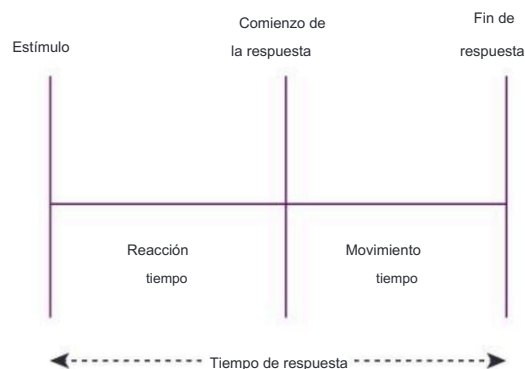 Estímulo
Comienzo de
la respuesta
Fin de
respuesta
Reacción
tiempo
Movimiento
tiempo
Tiempo de respuesta